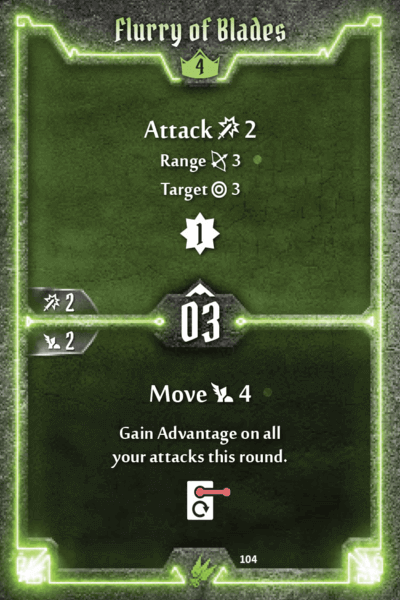 Flurry of Blades
4
Attack 2
Range 3
Target 3
1
2
03
2
Move 4
Gain Advantage on all
your attacks this round.
104